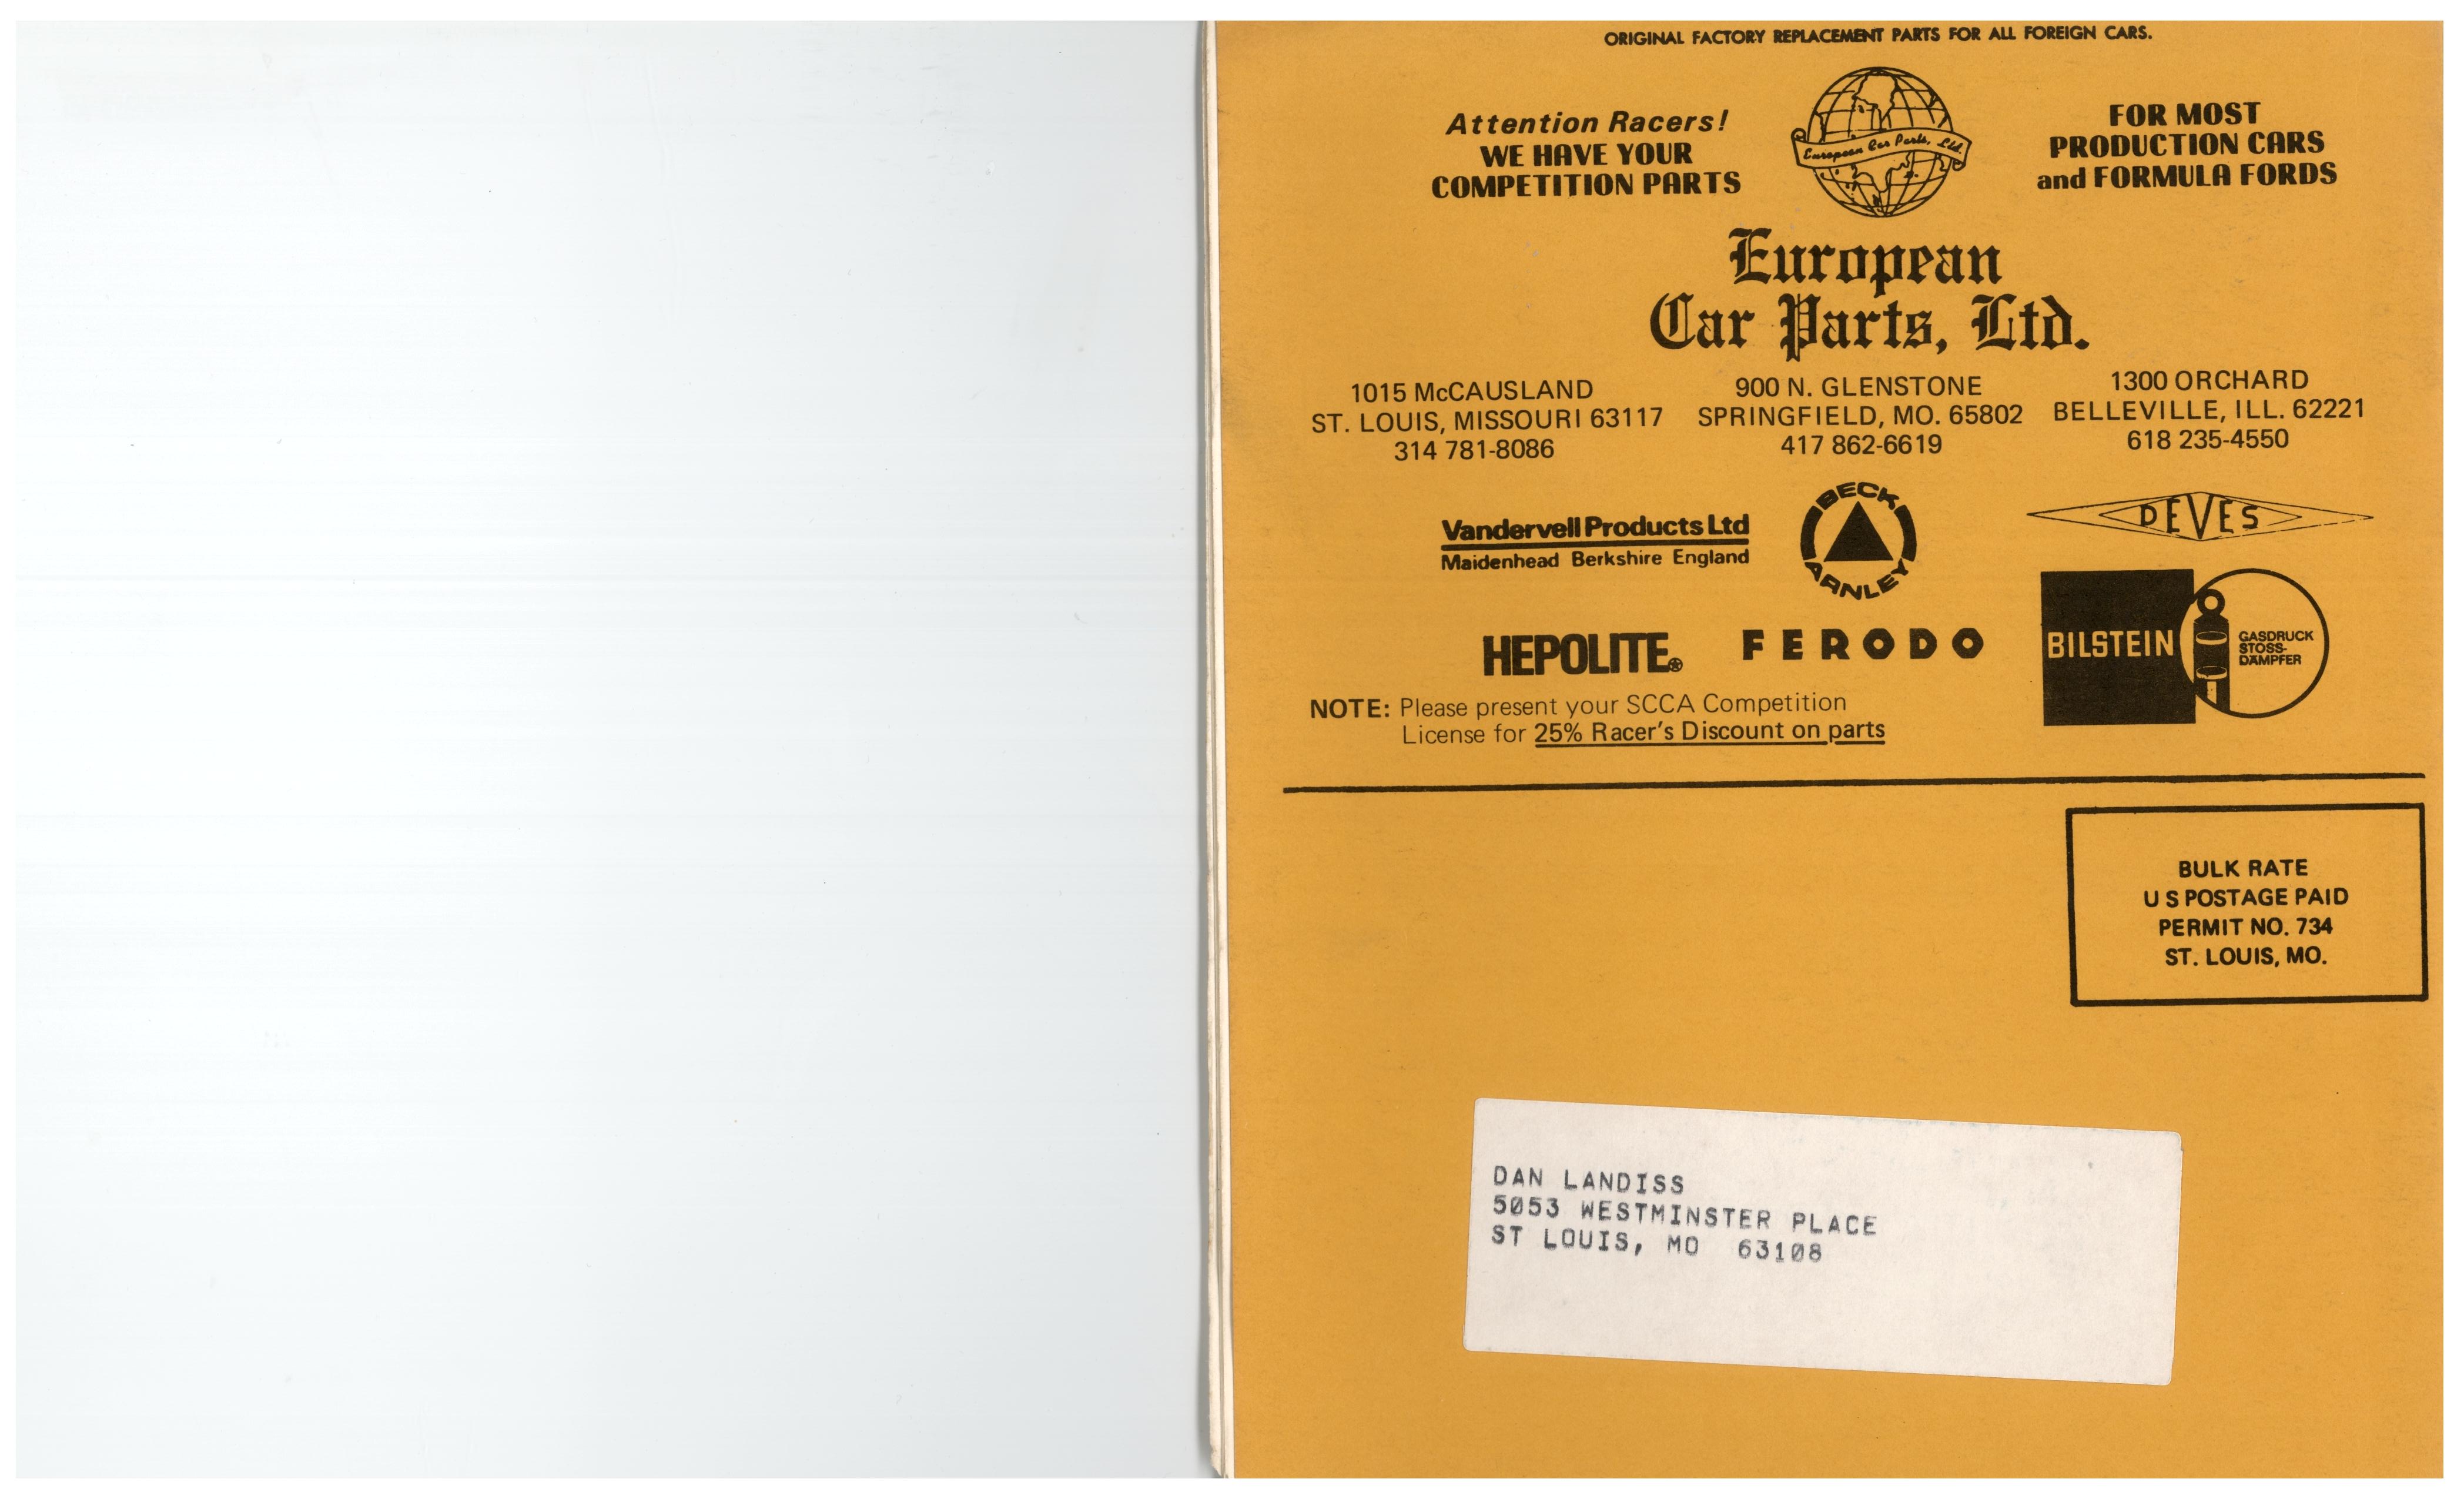 ORIGINAL FACTORY REPLACEMENT PARTS FOR ALL FOREIGN CARS.
Attention Racers!
WE HAVE YOUR
COMPETITION PARTS
European Car Parts, Ltd.
FOR MOST
PRODUCTION CARS
and FORMULA FORDS
European
Car Parts, Ltd.
1015 McCAUSLAND
ST. LOUIS, MISSOURI 63117
314 781-8086
900 N. GLENSTONE
SPRINGFIELD, MO. 65802
417 862-6619
1300 ORCHARD
BELLEVILLE, ILL. 62221
618 235-4550
Vandervell Products Ltd
Maidenhead Berkshire England
BECK
ARNLEY
DEVES
HEPOLITE
FERODO
BILSTEIN
GASDRUCK
STOSS-
DÄMPFER
NOTE: Please present your SCCA Competition
License for 25% Racer's Discount on parts
BULK RATE
U S POSTAGE PAID
PERMIT NO. 734
ST. LOUIS, MO.
DAN LANDISS
5053 WESTMINSTER PLACE
ST LOUIS, MO 63108